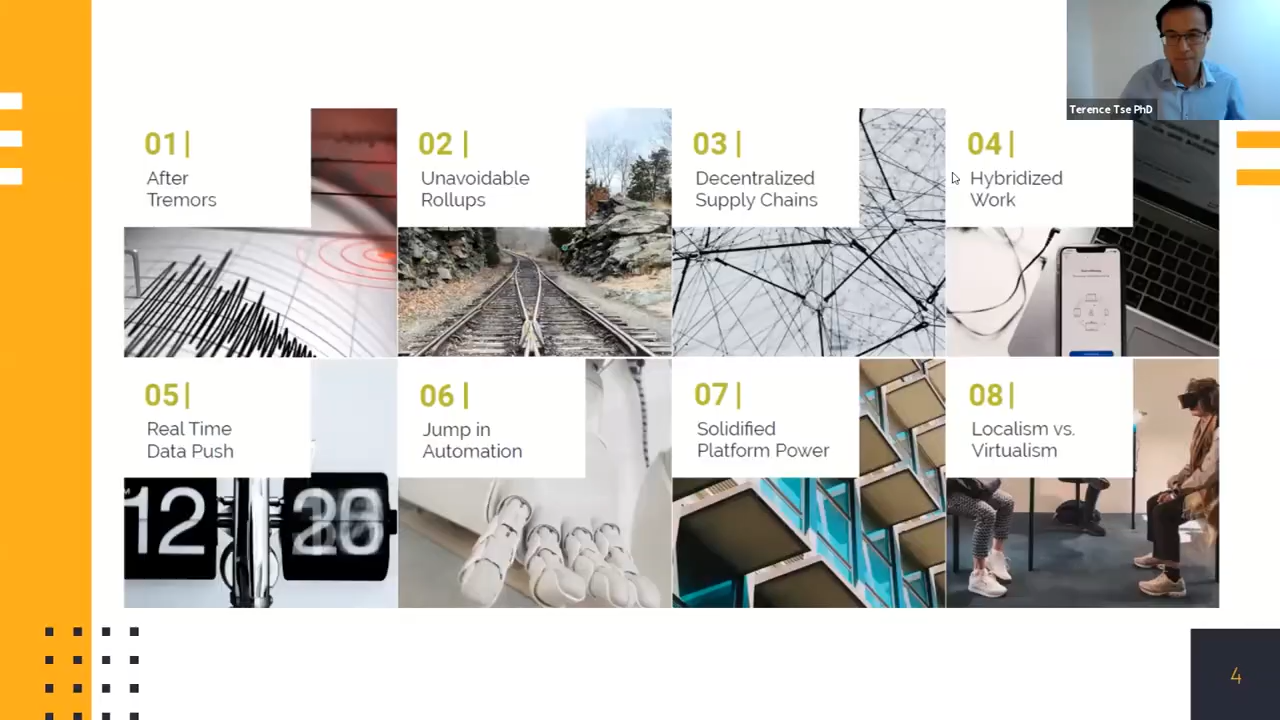 Terence Tse PhD
01|
After
Tremors
02 |
Unavoidable
Rollups
03 |
Decentralized
Supply Chains
04|
Hybridized
Work
05|
Real Time
Data Push
12
06 |
Jump in
Automation
07 |
Solidified
Platform Power
08|
Localism vs.
Virtualism
4